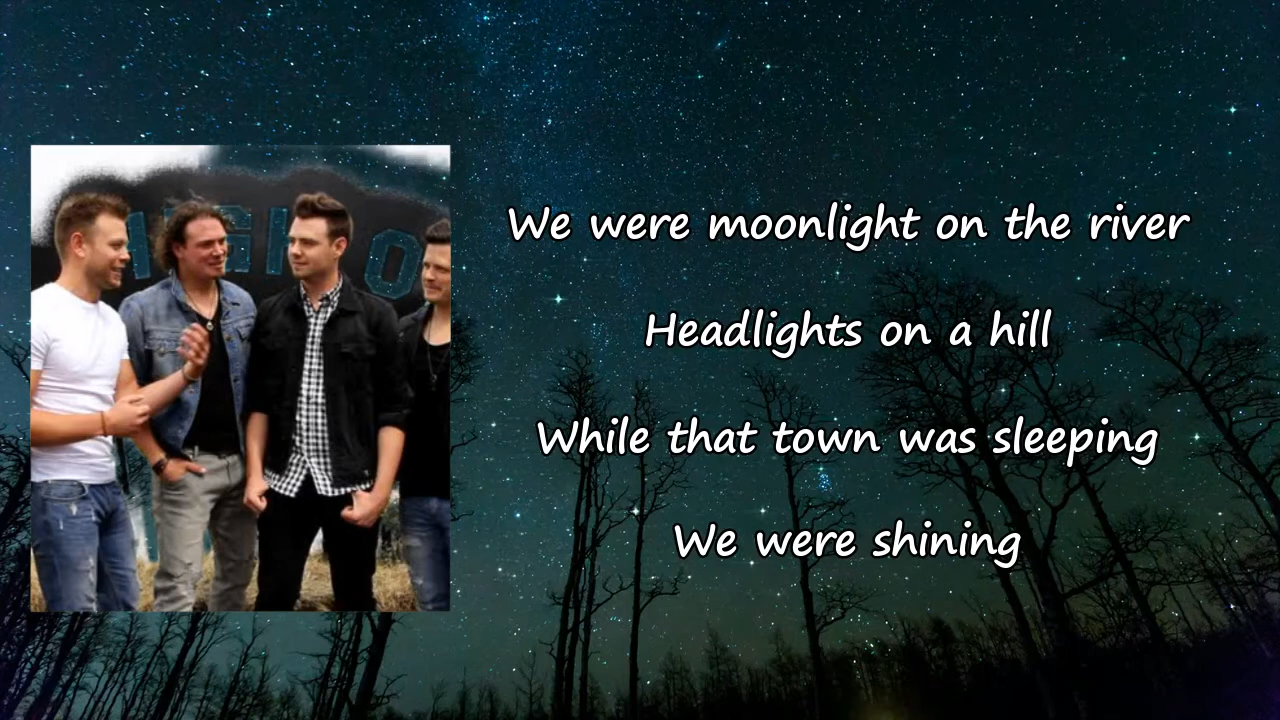 We were moonlight on the river
Headlights on a hill
While that town was sleeping
We were shining